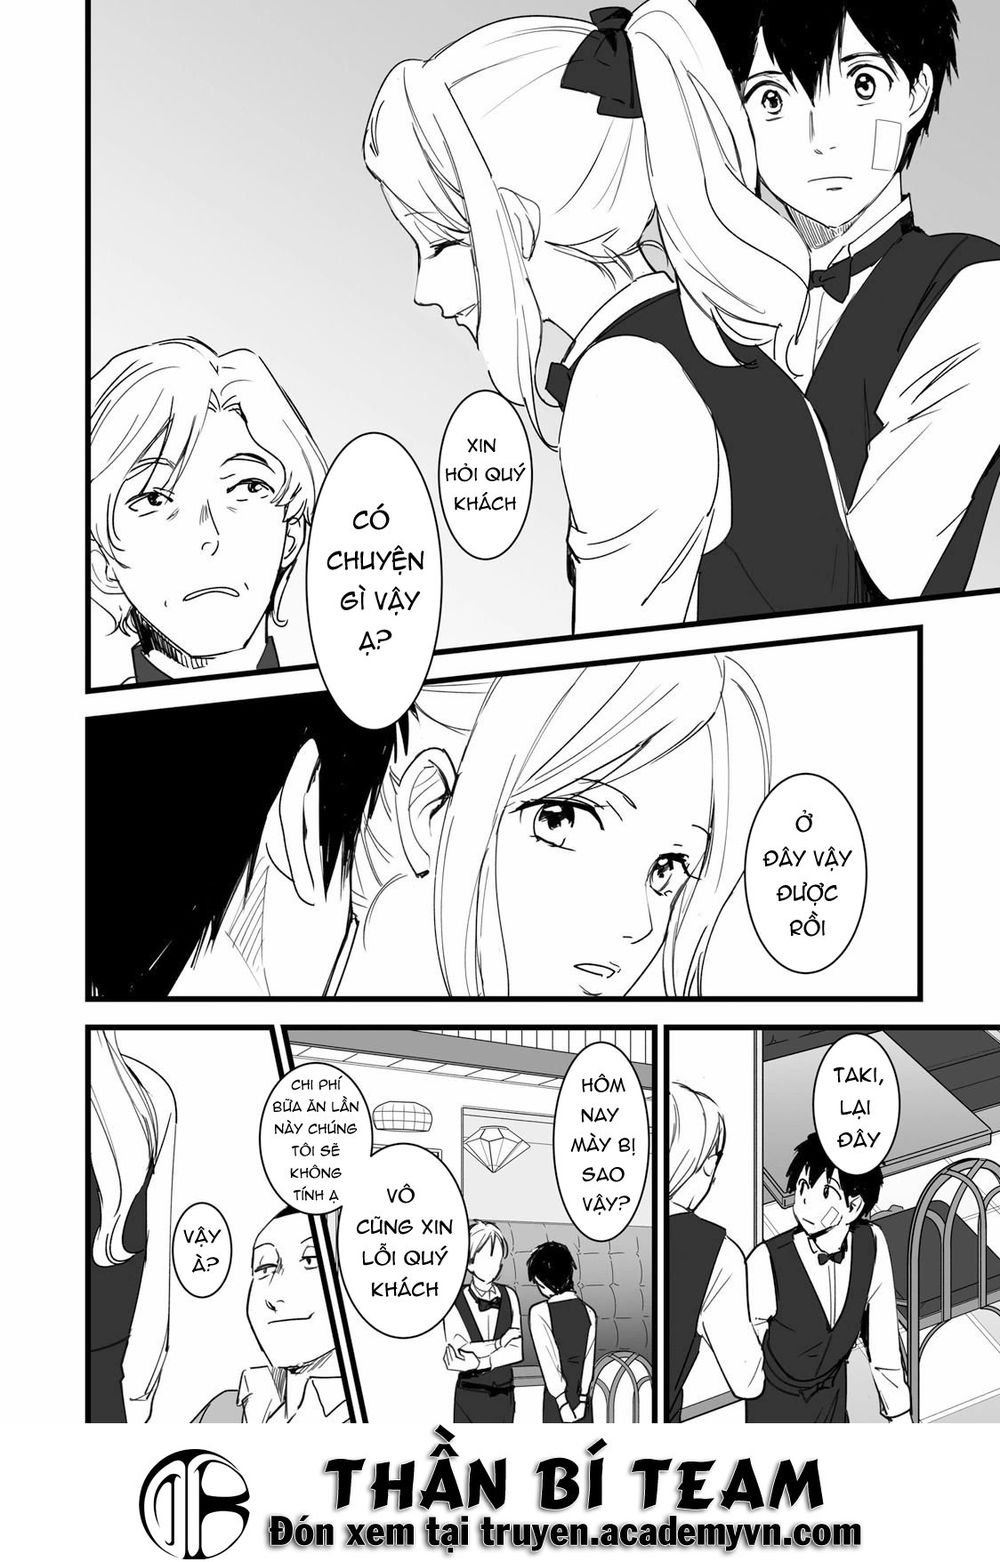 XIN
HỎI QUÝ
KHÁCH
CÓ
CHUYỆN
GÌ VẬY
Ạ?
Ở
ĐÂY VẬY
ĐƯỢC
RỒI
TAKI,
LẠI
ĐÂY
HÔM
NAY
MÀY BỊ
SAO
VẬY?
VÔ
CÙNG XIN
LỖI QUÝ
KHÁCH
CHI PHÍ
BỮA ĂN LẦN
NÀY CHÚNG
TÔI SẼ
KHÔNG
TÍNH Ạ
VẬY
À?
THẦN BÍ TEAM
Đón xem tại truyen.academyvn.com